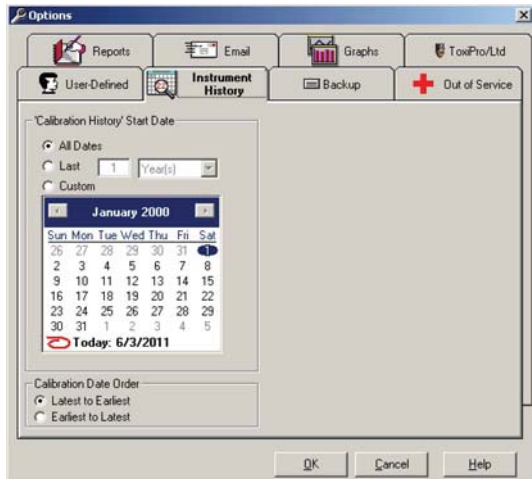 Options
Reports Email Graphs ToxiPro/Ltd
User-Defined Instrument History Backup Out of Service
'Calibration History' Start Date
All Dates
Last 1 Year(s)
Custom
January 2000
Sun Mon Tue Wed Thu Fri Sat
26 27 28 29 30 31 1
2 3 4 5 6 7 8
9 10 11 12 13 14 15
16 17 18 19 20 21 22
23 24 25 26 27 28 29
30 31 1 2 3 4 5
Today: 6/3/2011
Calibration Date Order
Latest to Earliest
Earliest to Latest
OK Cancel Help